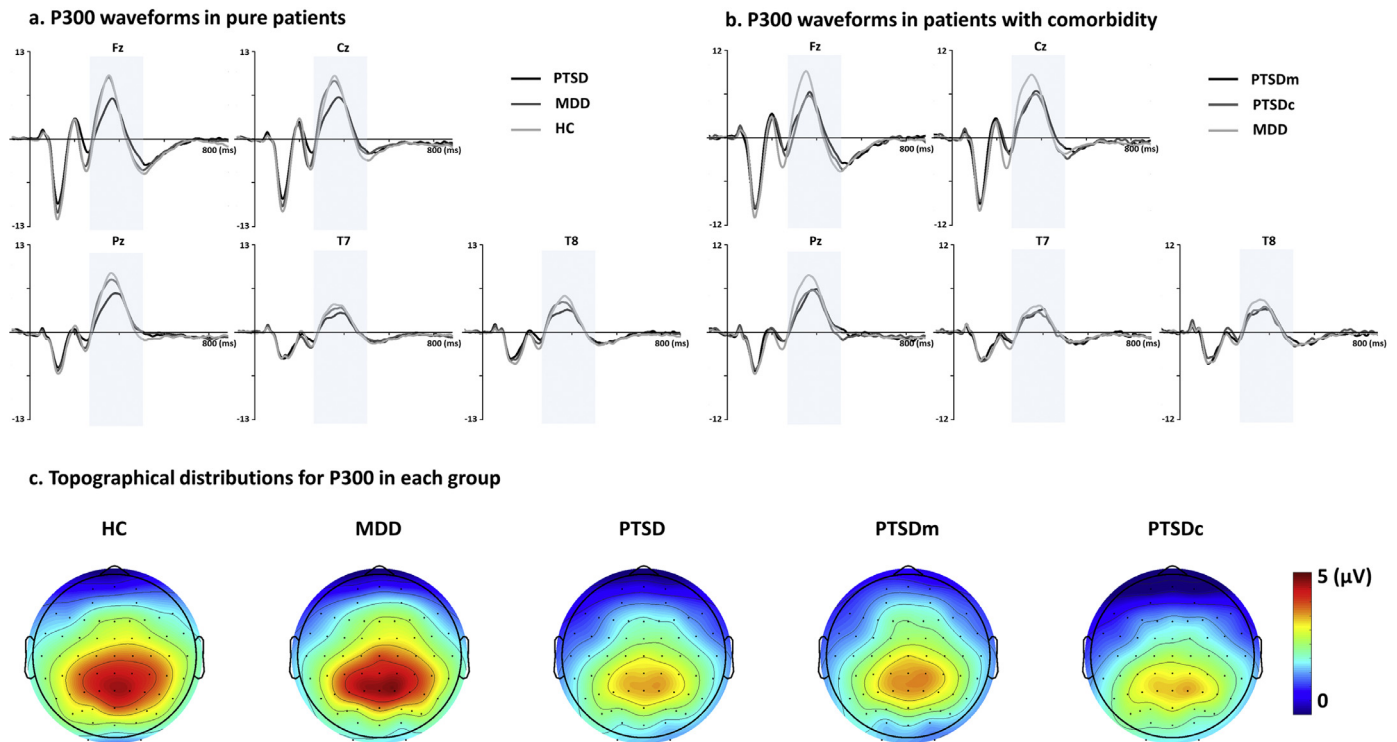 a. P300 waveforms in pure patients
13
Fz
800 (ms)
-13
Cz
13
800 (ms)
-13
PTSD
MDD
HC
Pz
13
800 (ms)
-13
T7
13
800 (ms)
-13
T8
13
800 (ms)
-13
b. P300 waveforms in patients with comorbidity
Fz
12
12
800 (ms)
-12
Cz
12
12
800 (ms)
-12
PTSDm
PTSDc
MDD
Pz
12
800 (ms)
-12
T7
12
800 (ms)
-12
T8
12
800 (ms)
-12
c. Topographical distributions for P300 in each group
HC
MDD
PTSD
PTSDm
PTSDc
5 (μV)
0